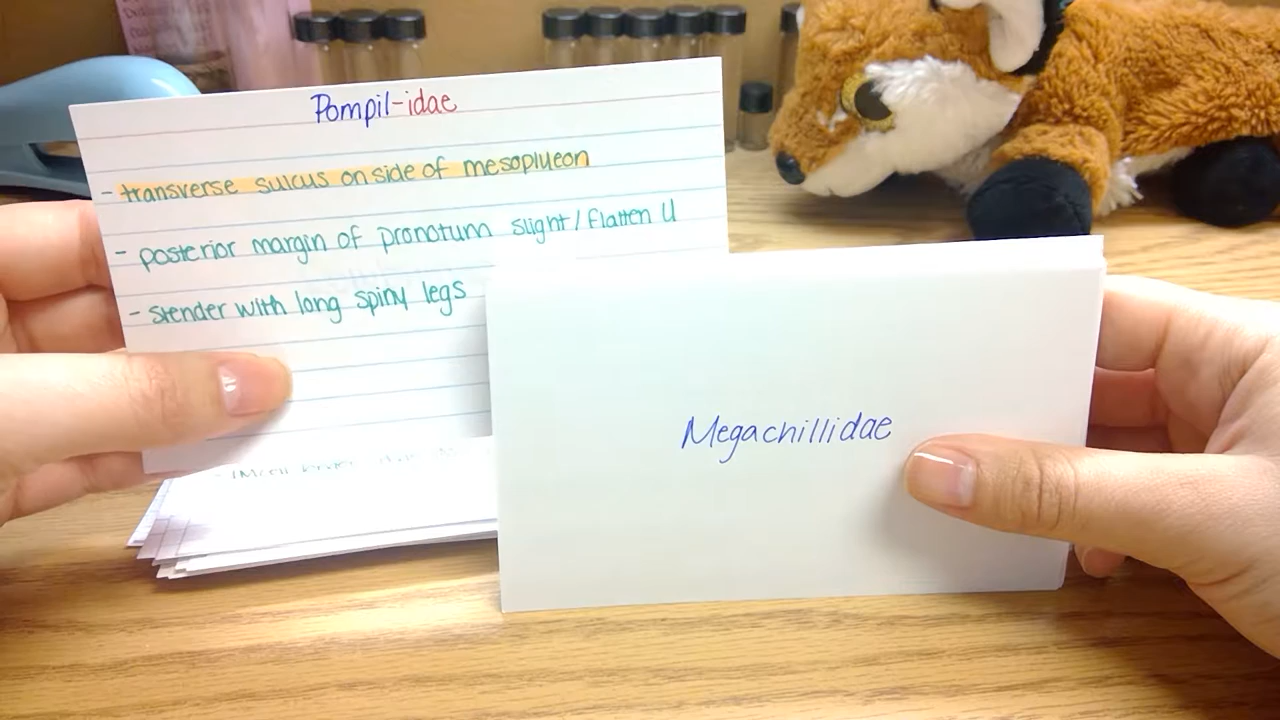 Pompil-idae
- transverse sulcus on side of mesoplueon
- posterior margin of pronotum slight/flatten U
- slender with long spiny legs
Megachillidae